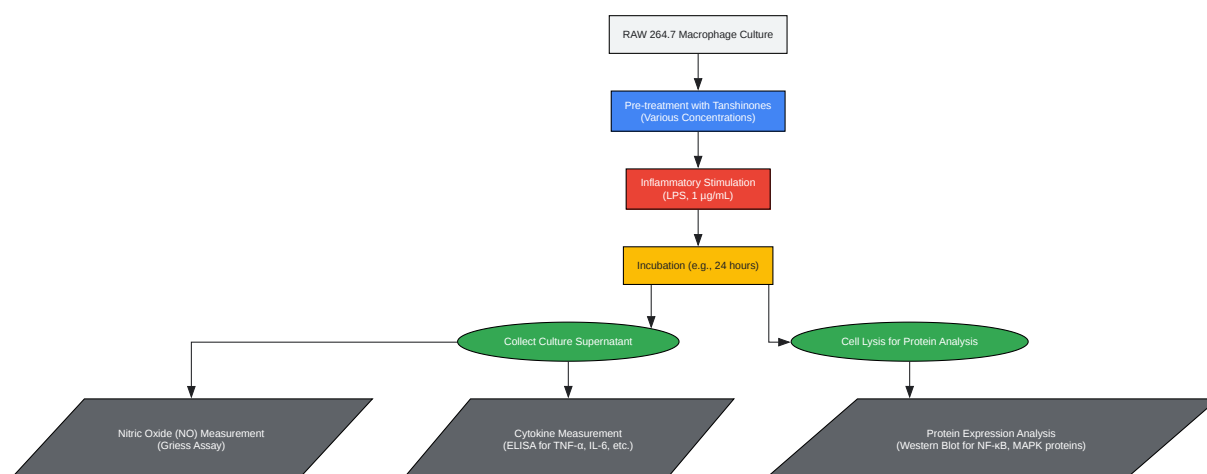 RAW 264.7 Macrophage Culture
Pre-treatment with Tanshinones
(Various Concentrations)
Inflammatory Stimulation
(LPS, 1 µg/mL)
Incubation (e.g., 24 hours)
Collect Culture Supernatant
Cell Lysis for Protein Analysis
Nitric Oxide (NO) Measurement
(Griess Assay)
Cytokine Measurement
(ELISA for TNF-α, IL-6, etc.)
Protein Expression Analysis
(Western Blot for NF-κB, MAPK proteins)